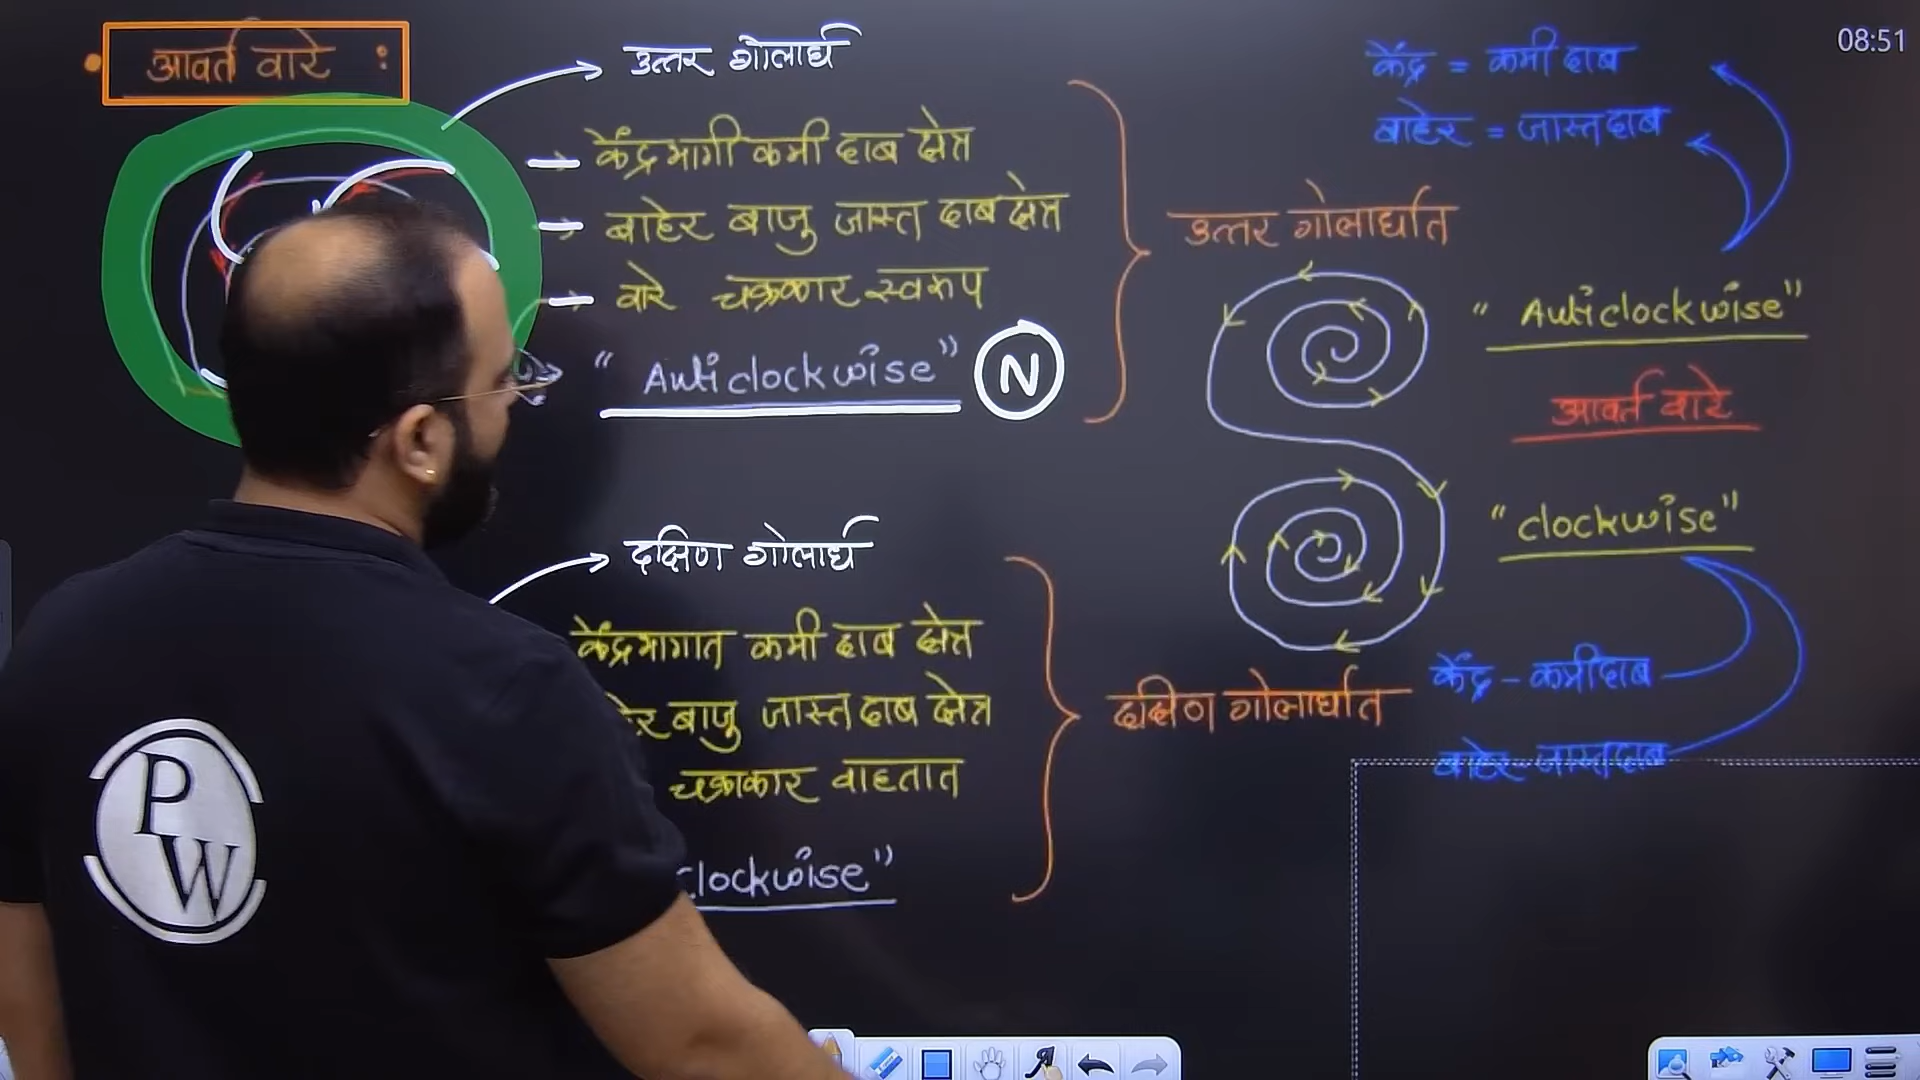 आवर्त वारे :
उत्तर गोलार्ध
केंद्रभागी कमी दाब क्षेत्र
बाहेर बाजु जास्त दाब क्षेत्र
वारे चक्राकार स्वरूप
" Anticlockwise " N
दक्षिण गोलार्ध
केंद्रभागात कमी दाब क्षेत्र
बाजु जास्त दाब क्षेत्र
चक्राकार वाहतात
clockwise "
08:51
केंद्र = कमी दाब
बाहेर = जास्त दाब
उत्तर गोलार्धात
" Anticlockwise "
आवर्त वारे
" clockwise "
दक्षिण गोलार्धात
केंद्र - कमी दाब
बाहेर - जास्त दाब
P
W